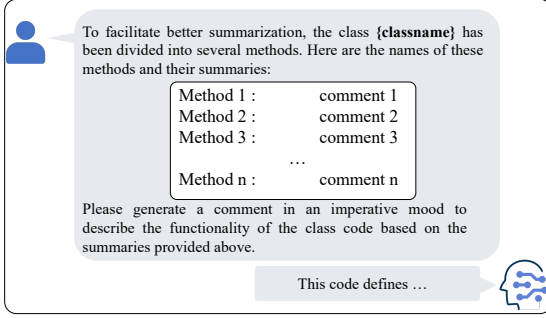 To facilitate better summarization, the class {classname} has
been divided into several methods. Here are the names of these
methods and their summaries:
Method 1 : comment 1
Method 2 : comment 2
Method 3 : comment 3
…
Method n : comment n
Please generate a comment in an imperative mood to
describe the functionality of the class code based on the
summaries provided above.
This code defines …